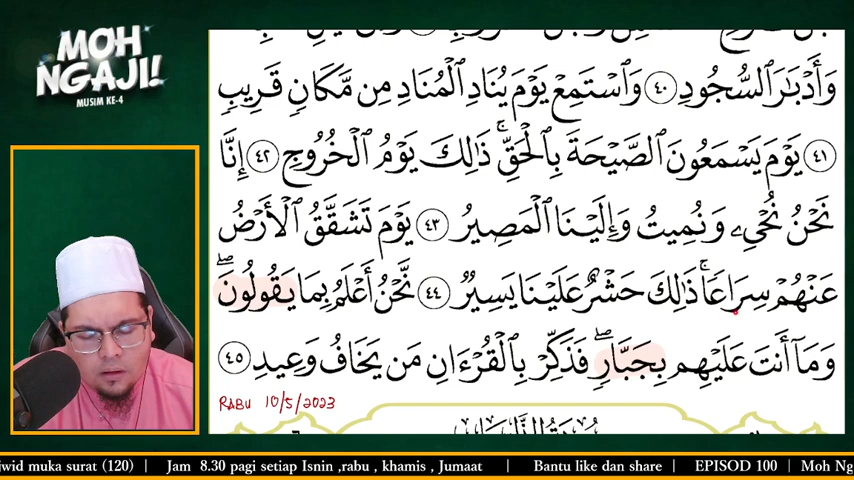 MOH
NGAJI!
MUSIM KE-4
وَأَدْبَٰرَ ٱلسُّجُودِ ٤٠ وَٱسْتَمِعْ يَوْمَ يُنَادِ ٱلْمُنَادِ مِن مَّكَانٍ قَرِيبٍ
٤١ يَوْمَ يَسْمَعُونَ ٱلصَّيْحَةَ بِٱلْحَقِّ ۚ ذَٰلِكَ يَوْمُ ٱلْخُرُوجِ ٤٢ إِنَّا
نَحْنُ نُحْىِۦ وَنُمِيتُ وَإِلَيْنَا ٱلْمَصِيرُ ٤٣ يَوْمَ تَشَقَّقُ ٱلْأَرْضُ
عَنْهُمْ سِرَاعًا ۚ ذَٰلِكَ حَشْرٌ عَلَيْنَا يَسِيرٌ ٤٤ نَّحْنُ أَعْلَمُ بِمَا يَقُولُونَ ۖ
وَمَآ أَنتَ عَلَيْهِم بِجَبَّارٍ ۖ فَذَكِّرْ بِٱلْقُرْءَانِ مَن يَخَافُ وَعِيدِ ٤٥
RABU 10/5/2023
jwid muka surat (120) | Jam 8.30 pagi setiap Isnin ,rabu , khamis , Jumaat | Bantu like dan share | EPISOD 100 | Moh Ng